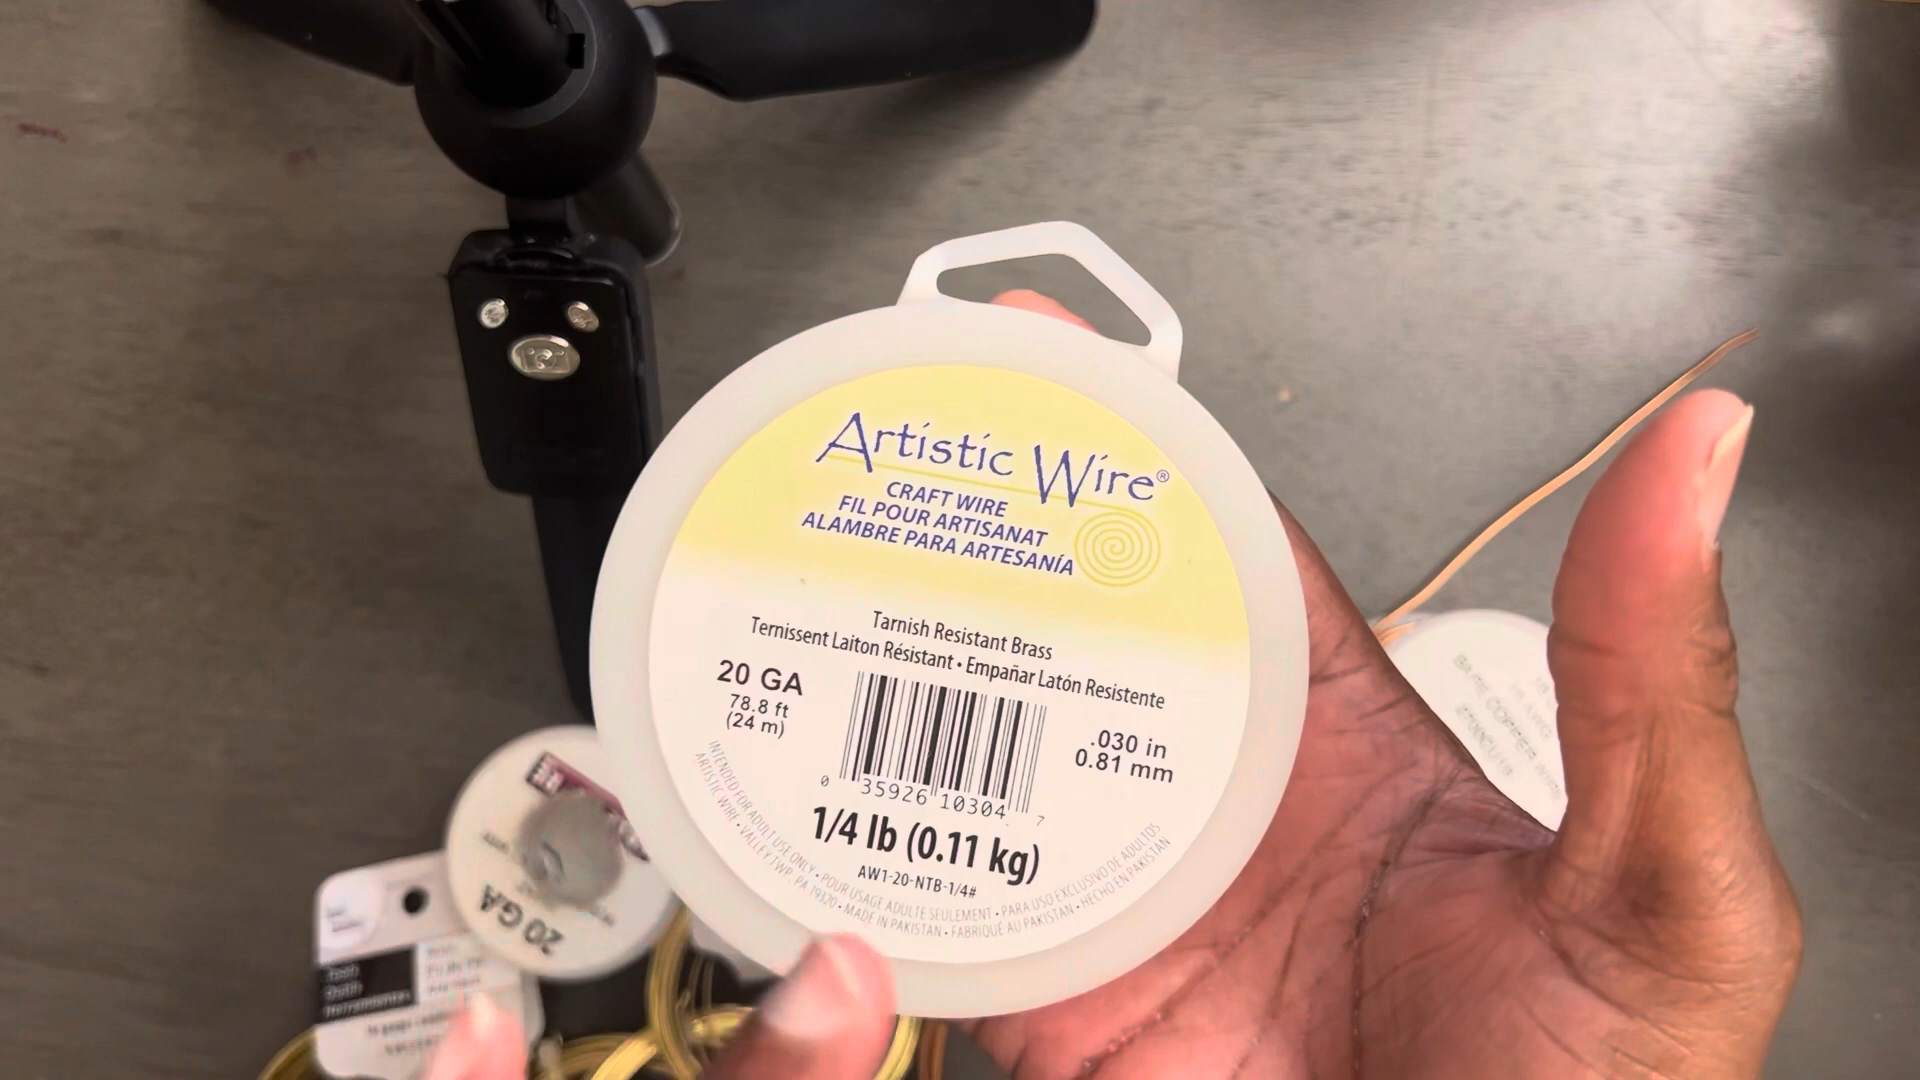 Artistic Wire®
CRAFT WIRE
FIL POUR ARTISANAT
ALAMBRE PARA ARTESANÍA
Tarnish Resistant Brass
Ternissent Laiton Résistant • Empañar Latón Resistente
20 GA
78.8 ft
(24 m)
.030 in
0.81 mm
0 35926 10304 7
1/4 lb (0.11 kg)
AW1-20-NTB-1/4#
INTENDED FOR ADULT USE ONLY • POUR USAGE ADULTE SEULEMENT • PARA USO EXCLUSIVO DE ADULTOS
ARTISTIC WIRE • VALLEY TWP. PA 19320 • MADE IN PAKISTAN • FABRIQUÉ AU PAKISTAN • HECHO EN PAKISTAN
20 GA
BARE COPPER WIRE